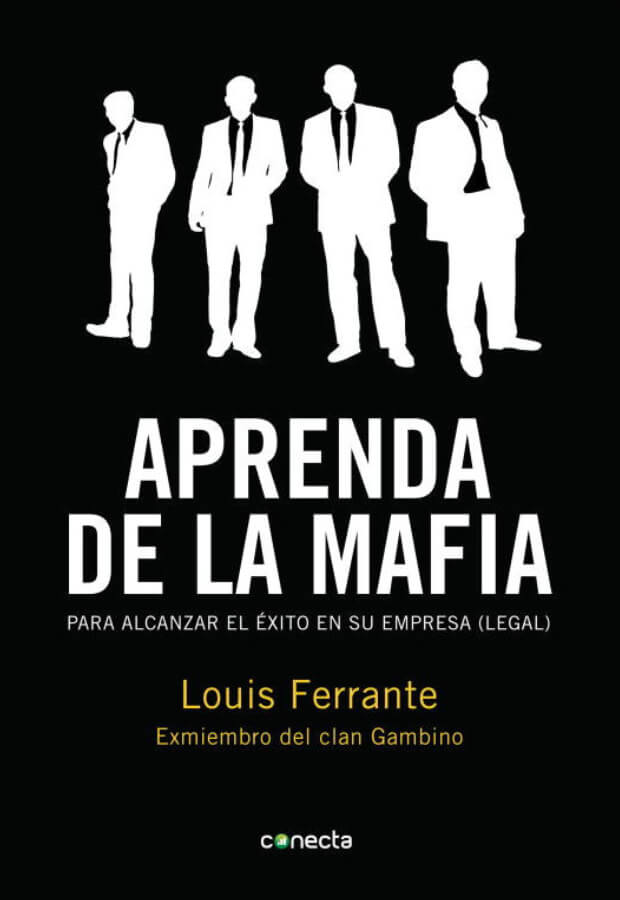 APRENDA
DE LA MAFIA
PARA ALCANZAR EL ÉXITO EN SU EMPRESA (LEGAL)
Louis Ferrante
Exmiembro del clan Gambino
conecta